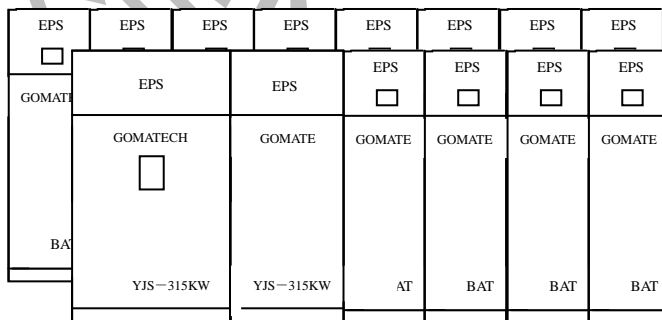 EPS EPS EPS EPS EPS EPS EPS EPS
EPS EPS EPS EPS EPS EPS
GOMATE
GOMATECH GOMATE GOMATE GOMATE GOMATE GOMATE
BAT
YJS－315KW YJS－315KW AT BAT BAT BAT